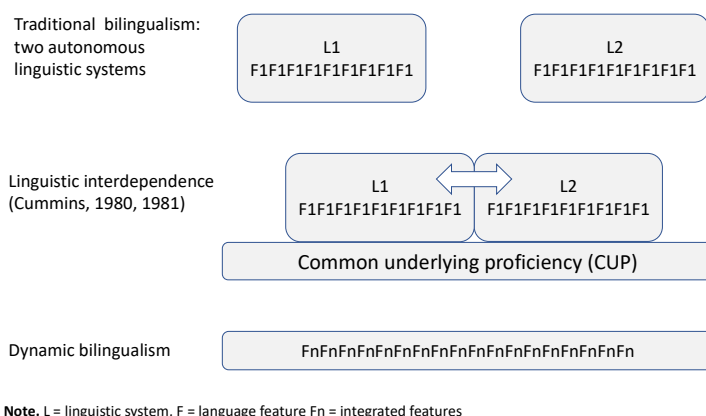 Traditional bilingualism:
two autonomous
linguistic systems
L1
F1F1F1F1F1F1F1F1F1
L2
F1F1F1F1F1F1F1F1F1
Linguistic interdependence
(Cummins, 1980, 1981)
L1
F1F1F1F1F1F1F1F1F1
L2
F1F1F1F1F1F1F1F1F1
Common underlying proficiency (CUP)
Dynamic bilingualism
FnFnFnFnFnFnFnFnFnFnFnFnFnFnFnFnFnFn
Note. L = linguistic system, F = language feature Fn = integrated features